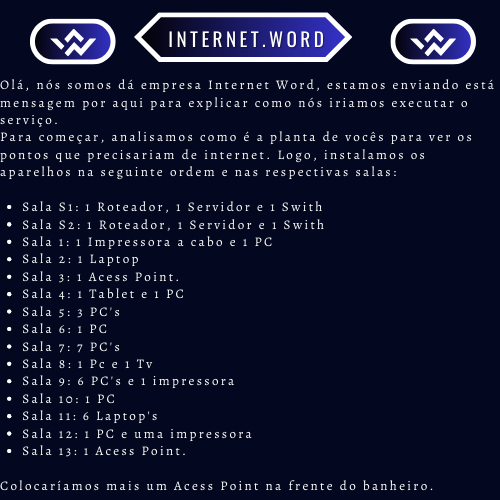 INTERNET.WORD
Olá, nós somos dá empresa Internet Word, estamos enviando está
mensagem por aqui para explicar como nós iriamos executar o
serviço.
Para começar, analisamos como é a planta de vocês para ver os
pontos que precisariam de internet. Logo, instalamos os
aparelhos na seguinte ordem e nas respectivas salas:
• Sala S1: 1 Roteador, 1 Servidor e 1 Swith
• Sala S2: 1 Roteador, 1 Servidor e 1 Swith
• Sala 1: 1 Impressora a cabo e 1 PC
• Sala 2: 1 Laptop
• Sala 3: 1 Acess Point.
• Sala 4: 1 Tablet e 1 PC
• Sala 5: 3 PC's
• Sala 6: 1 PC
• Sala 7: 7 PC's
• Sala 8: 1 Pc e 1 Tv
• Sala 9: 6 PC's e 1 impressora
• Sala 10: 1 PC
• Sala 11: 6 Laptop's
• Sala 12: 1 PC e uma impressora
• Sala 13: 1 Acess Point.
Colocaríamos mais um Acess Point na frente do banheiro.